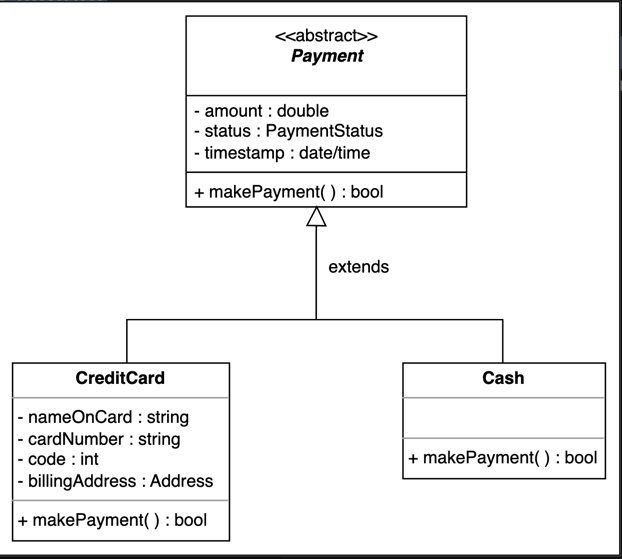 <<abstract>>
Payment
- amount : double
- status : PaymentStatus
- timestamp : date/time
+ makePayment( ) : bool
extends
CreditCard
- nameOnCard : string
- cardNumber : string
- code : int
- billingAddress : Address
+ makePayment( ) : bool
Cash
+ makePayment( ) : bool